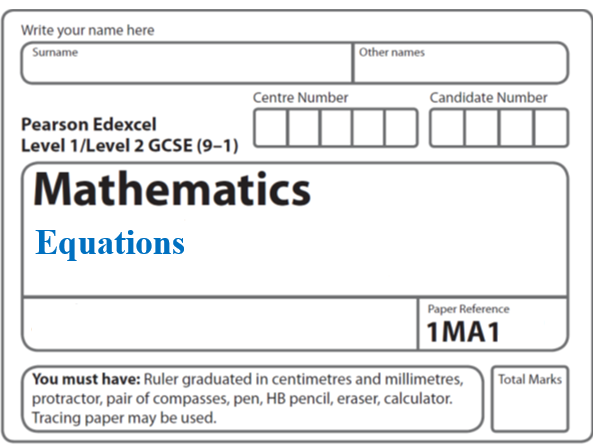 Write your name here
Surname
Other names
Centre Number
Candidate Number
Pearson Edexcel
Level 1/Level 2 GCSE (9–1)
Mathematics
Equations
Paper Reference
1MA1
You must have: Ruler graduated in centimetres and millimetres,
protractor, pair of compasses, pen, HB pencil, eraser, calculator.
Tracing paper may be used.
Total Marks